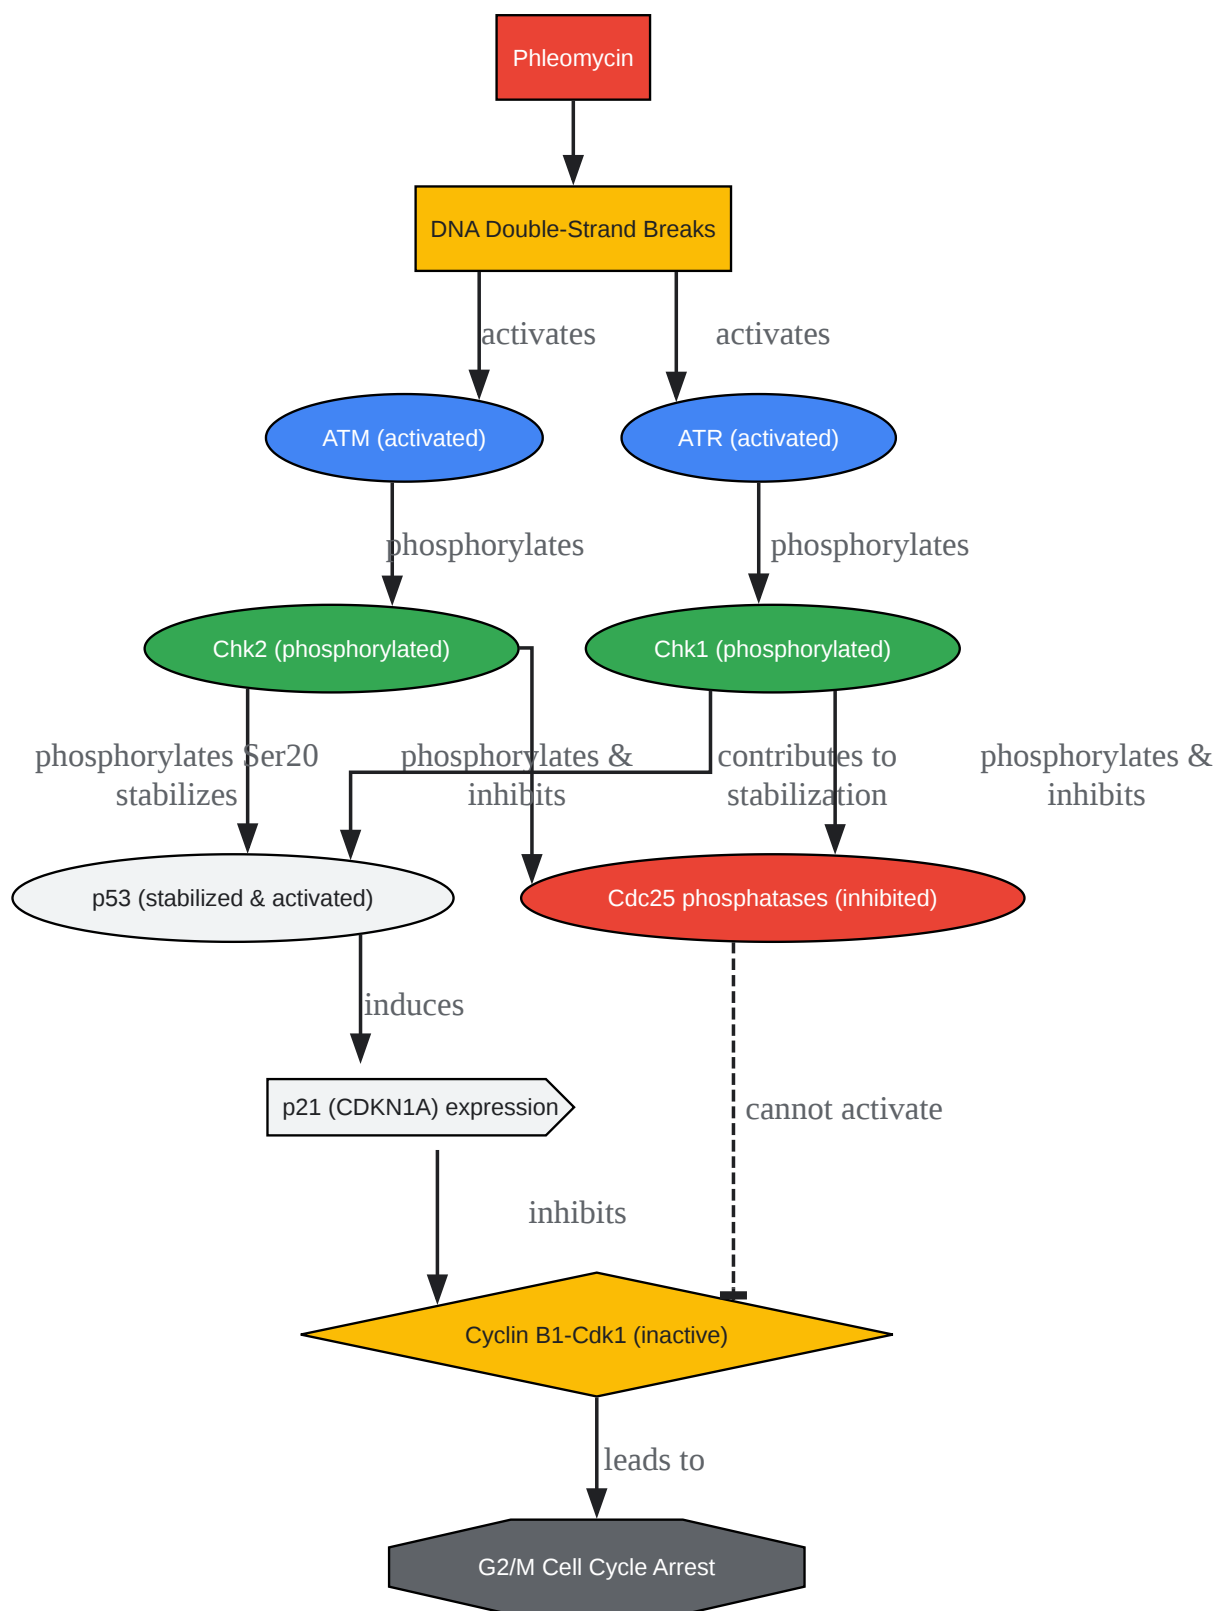 Phleomycin
DNA Double-Strand Breaks
activates
activates
ATM (activated)
ATR (activated)
phosphorylates
phosphorylates
Chk2 (phosphorylated)
Chk1 (phosphorylated)
phosphorylates Ser20
stabilizes
phosphorylates &
inhibits
contributes to
stabilization
phosphorylates &
inhibits
p53 (stabilized & activated)
Cdc25 phosphatases (inhibited)
induces
p21 (CDKN1A) expression
cannot activate
inhibits
Cyclin B1-Cdk1 (inactive)
leads to
G2/M Cell Cycle Arrest